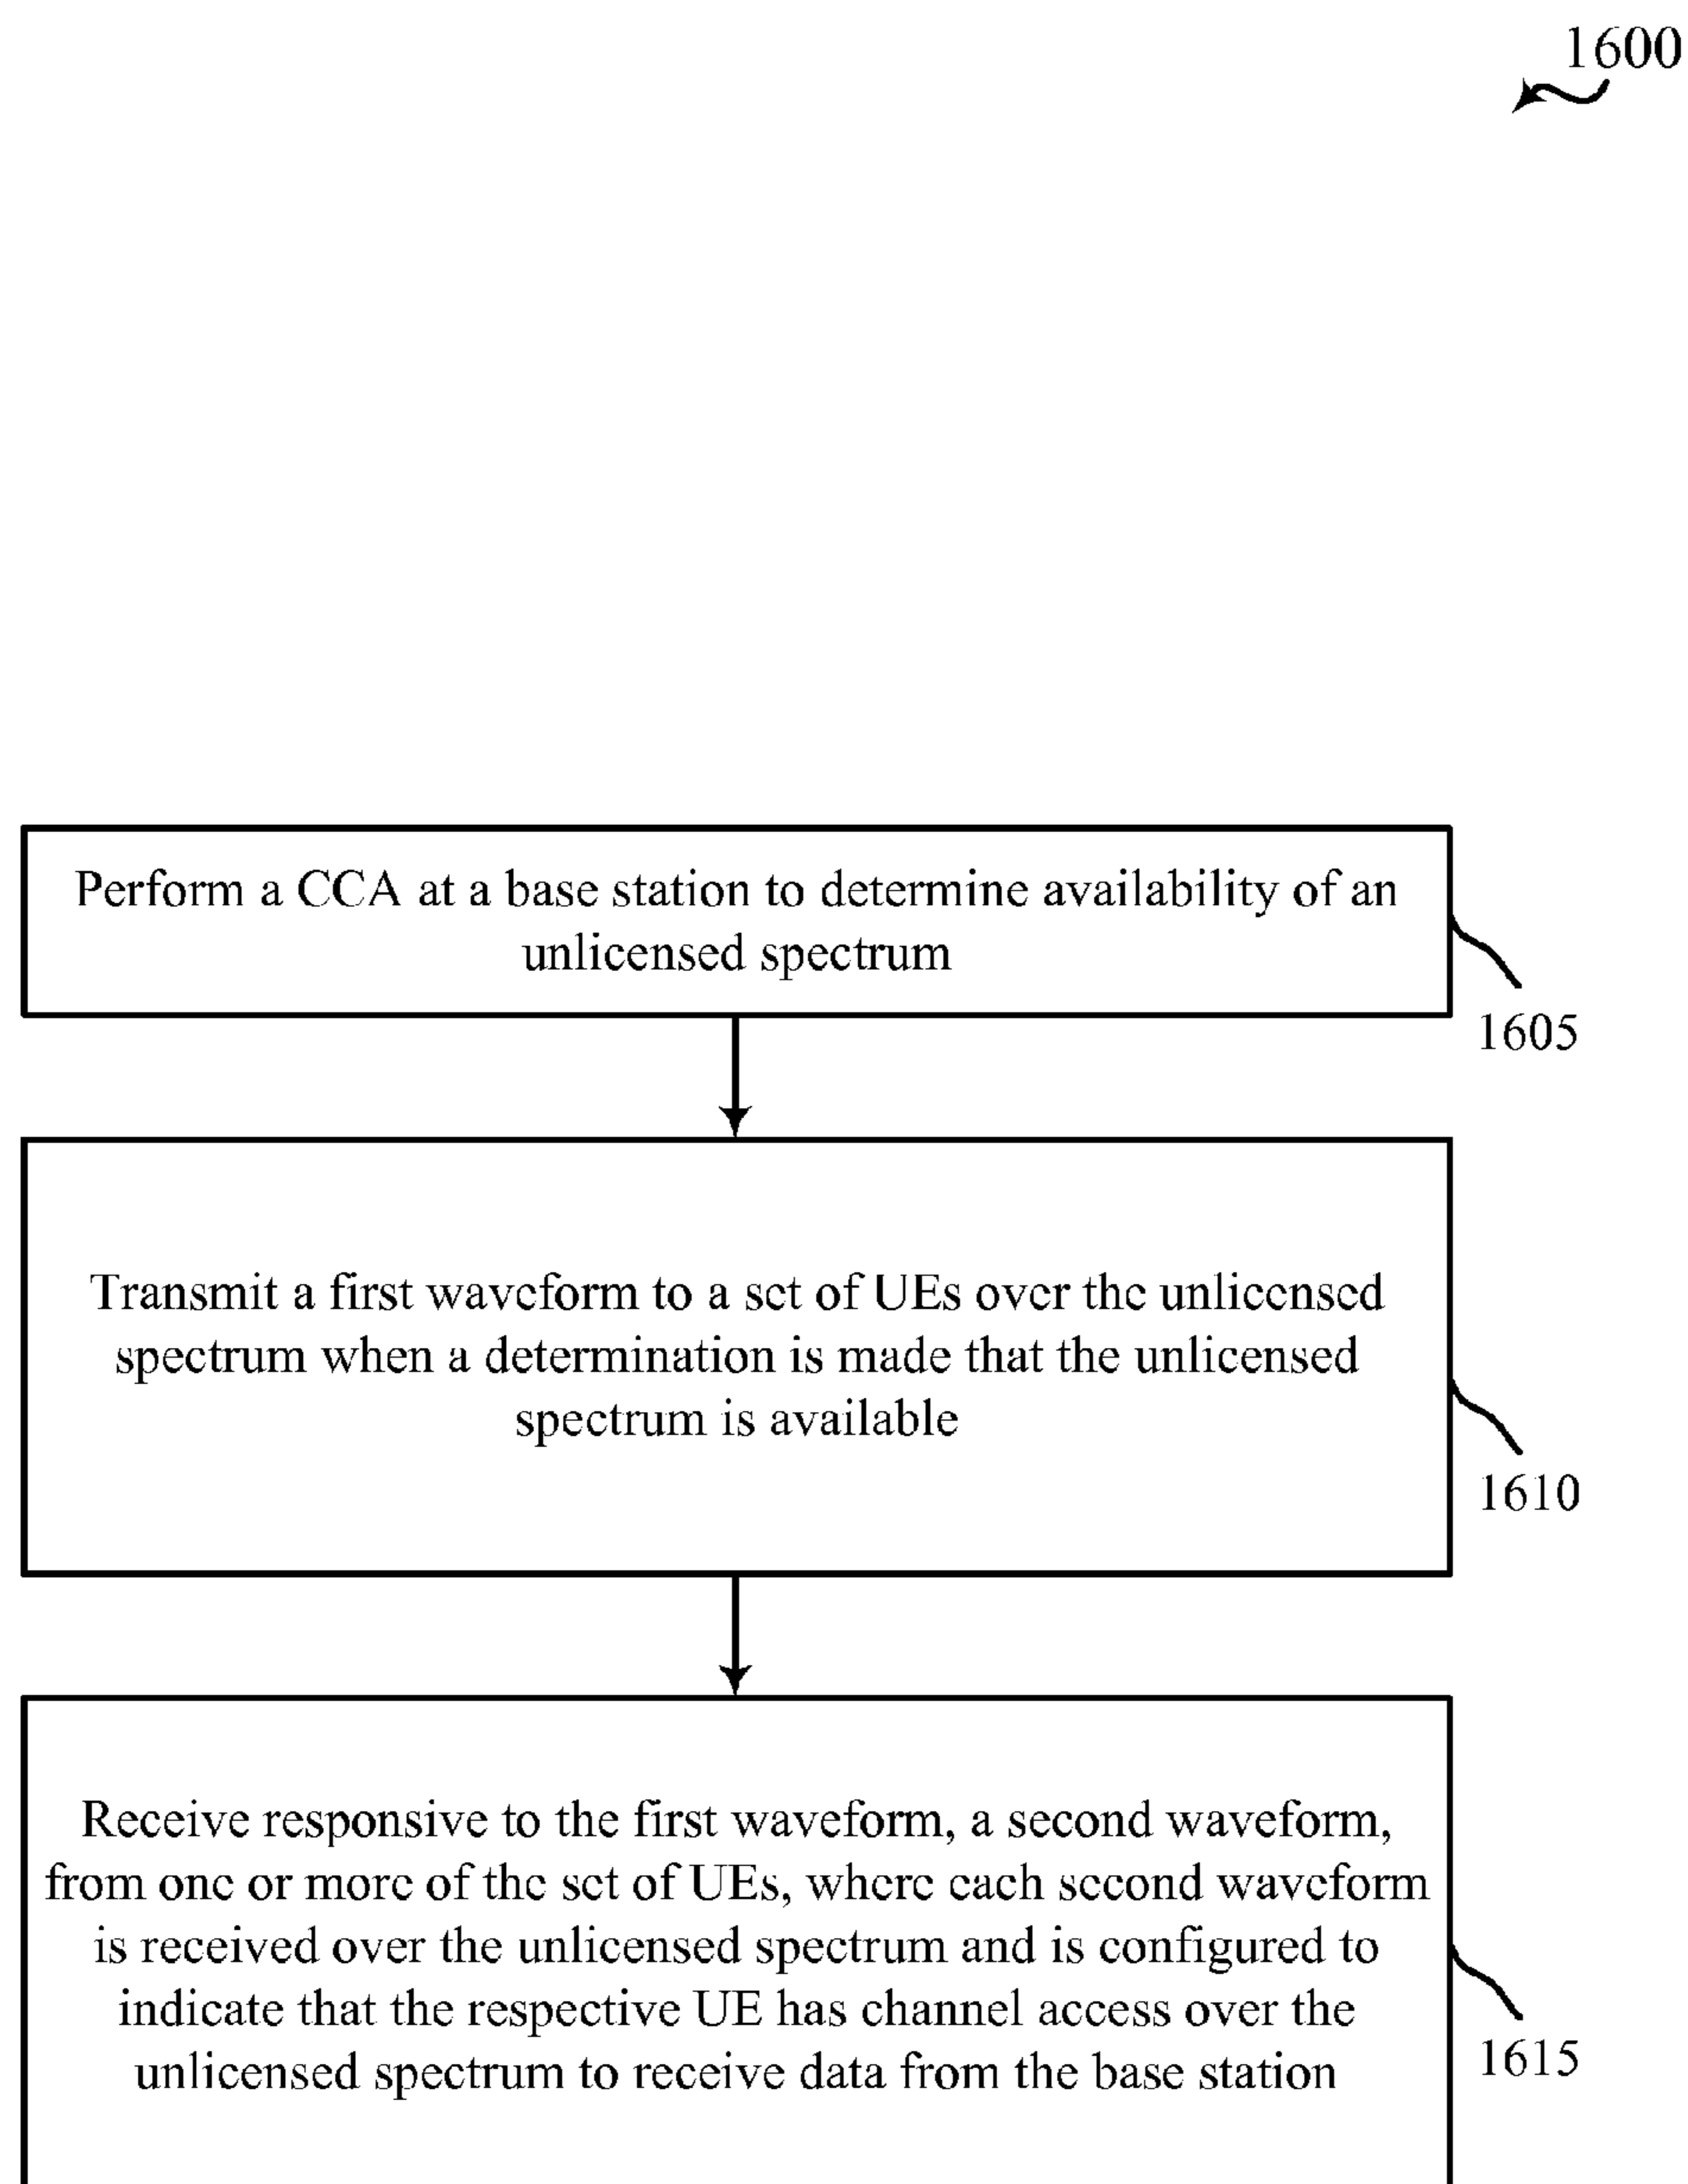 1600
Perform a CCA at a base station to determine availability of an
unlicensed spectrum
1605
Transmit a first waveform to a set of UEs over the unlicensed
spectrum when a determination is made that the unlicensed
spectrum is available
1610
Receive responsive to the first waveform, a second waveform,
from one or more of the set of UEs, where each second waveform
is received over the unlicensed spectrum and is configured to
indicate that the respective UE has channel access over the
unlicensed spectrum to receive data from the base station
1615